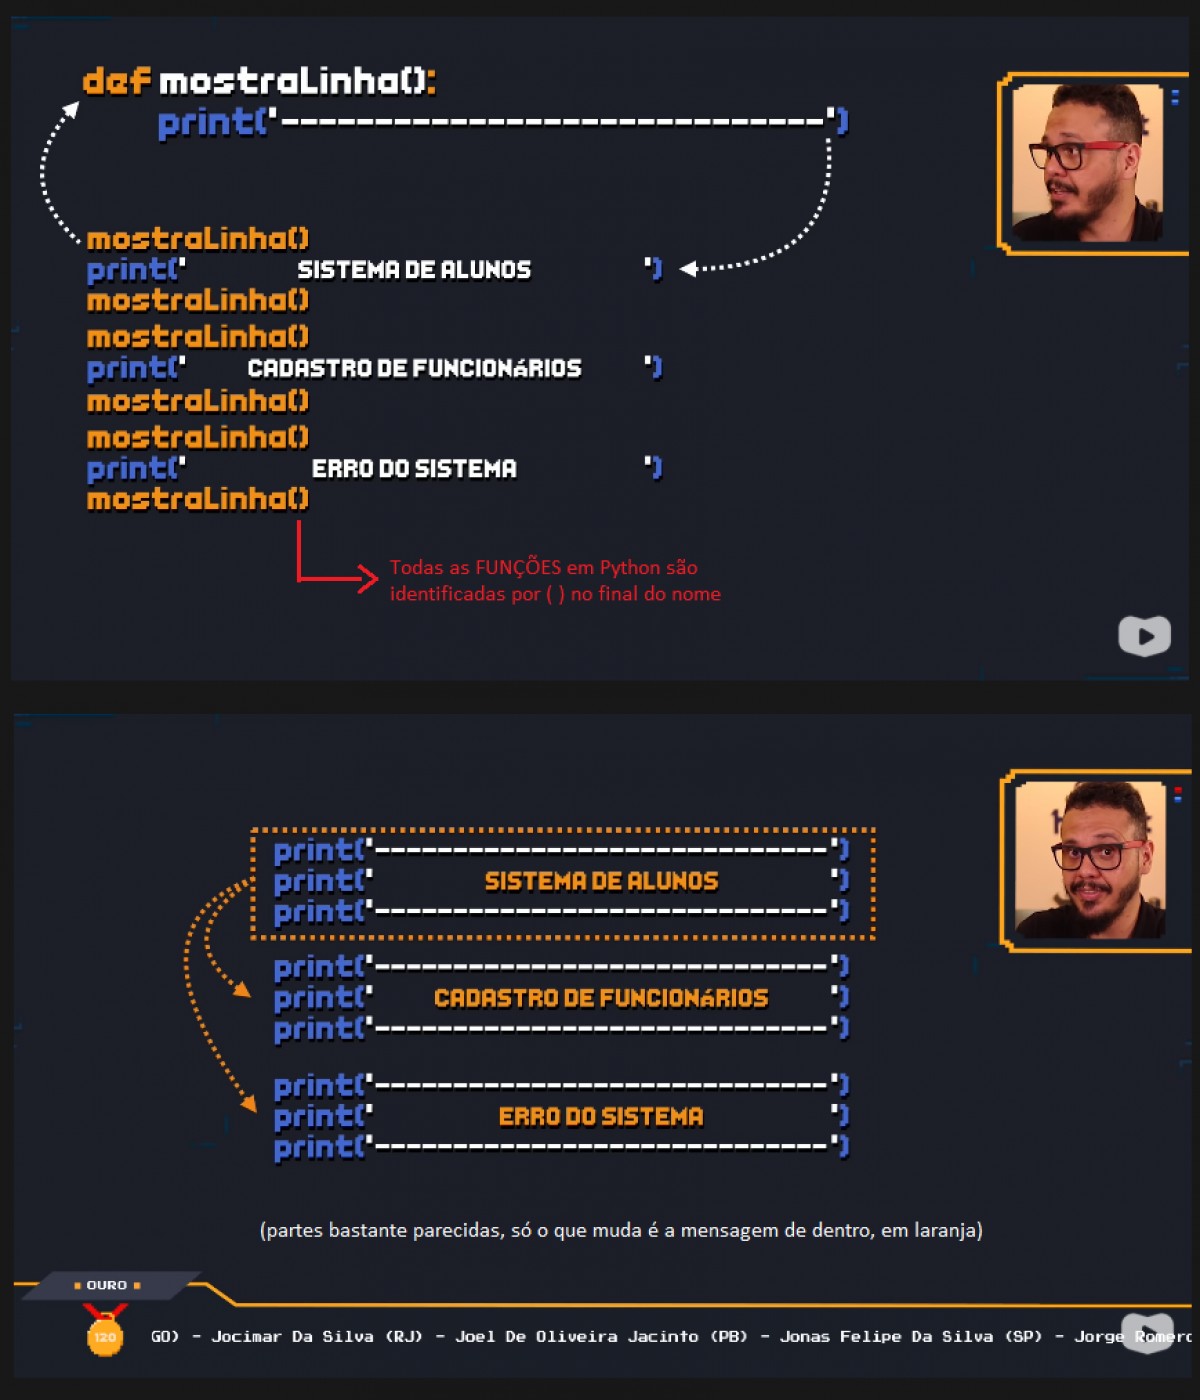 def mostraLinha():
print('-----------------------------')
mostraLinha()
print(' SISTEMA DE ALUNOS ')
mostraLinha()
mostraLinha()
print(' CADASTRO DE FUNCIONáRIOS ')
mostraLinha()
mostraLinha()
print(' ERRO DO SISTEMA ')
mostraLinha()
Todas as FUNÇÕES em Python são
identificadas por ( ) no final do nome
print('-----------------------------')
print(' SISTEMA DE ALUNOS ')
print('-----------------------------')
print('-----------------------------')
print(' CADASTRO DE FUNCIONáRIOS ')
print('-----------------------------')
print('-----------------------------')
print(' ERRO DO SISTEMA ')
print('-----------------------------')
(partes bastante parecidas, só o que muda é a mensagem de dentro, em laranja)
OURO
120
GO) - Jocimar Da Silva (RJ) - Joel De Oliveira Jacinto (PB) - Jonas Felipe Da Silva (SP) - Jorge Romero